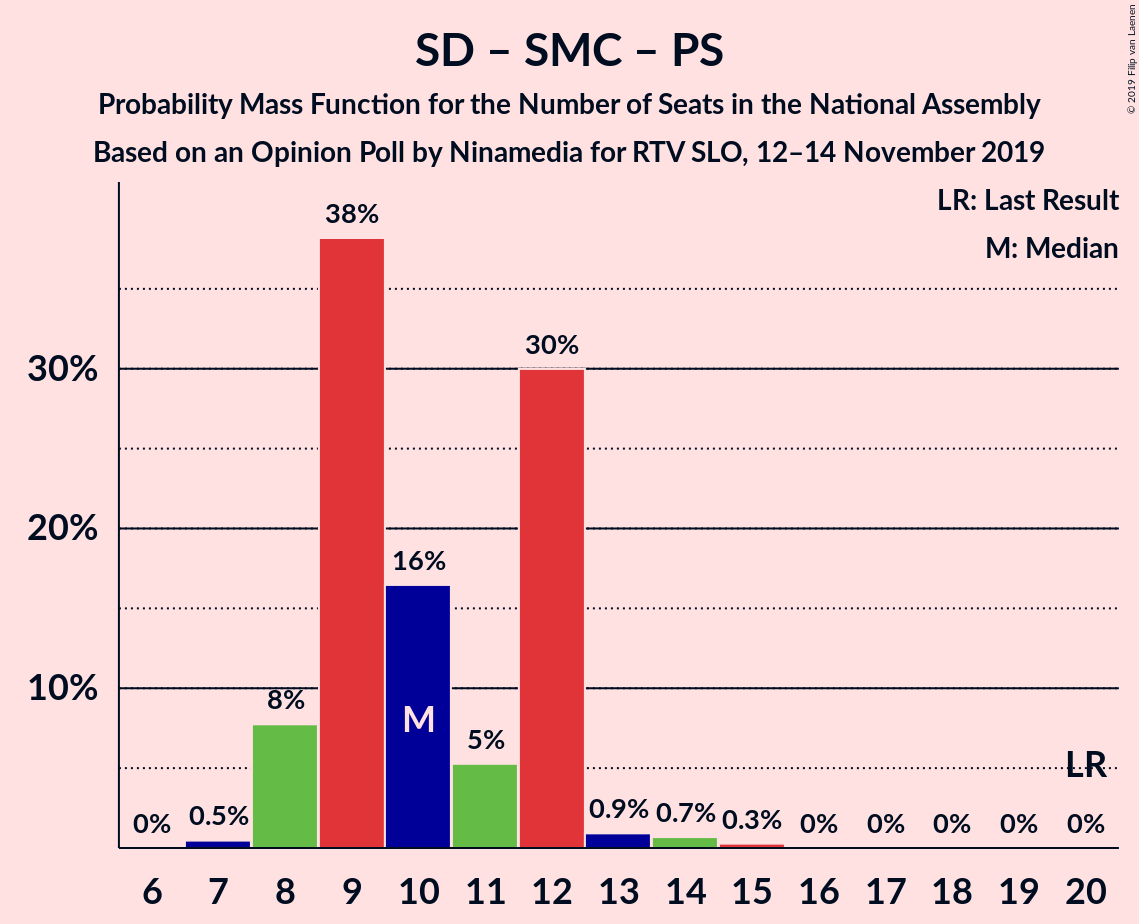 SD – SMC – PS
Probability Mass Function for the Number of Seats in the National Assembly
Based on an Opinion Poll by Ninamedia for RTV SLO, 12–14 November 2019
© 2019 Filip van Laenen
LR: Last Result
M: Median
38%
30%
30%
20%
16%
10%
8%
M
5%
LR
0% 0.5% 0.9% 0.7% 0.3% 0% 0% 0% 0% 0%
6 7 8 9 10 11 12 13 14 15 16 17 18 19 20